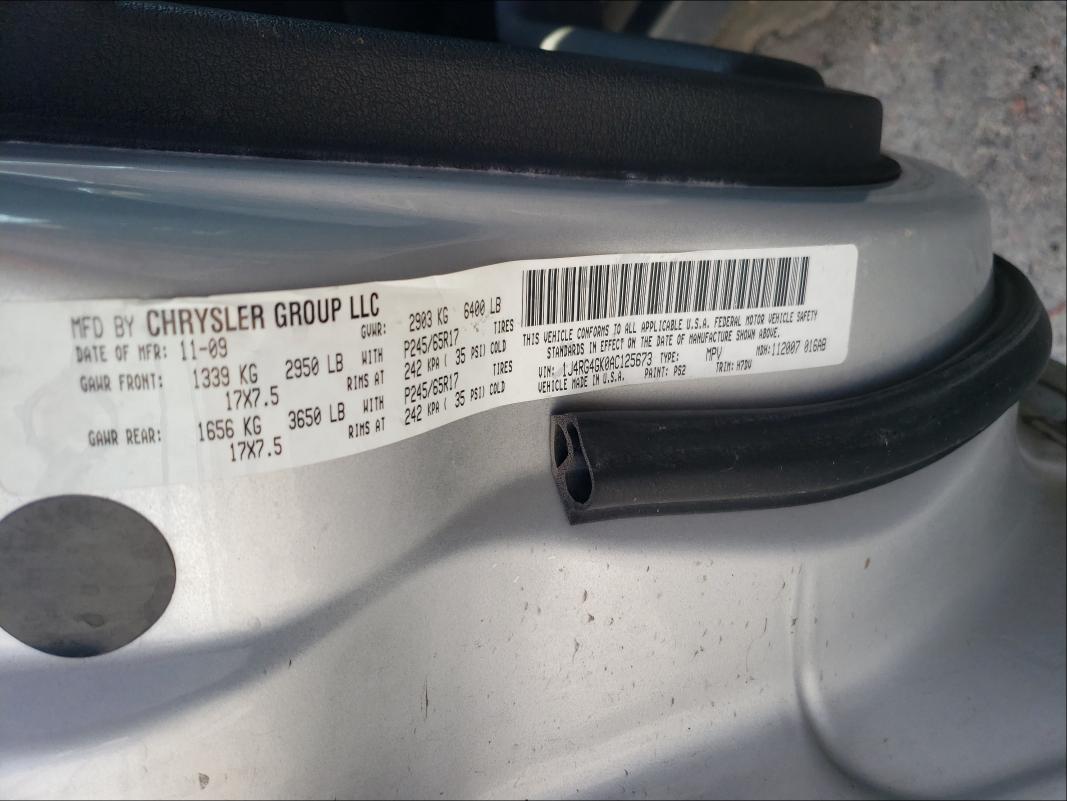 MFD BY CHRYSLER GROUP LLC
DATE OF MFR: 11-09 GVWR: 2903 KG 6400 LB
GAWR FRONT: 1339 KG 2950 LB WITH P245/65R17 TIRES
17X7.5 RIMS AT 242 KPA ( 35 PSI) COLD
GAWR REAR: 1656 KG 3650 LB WITH P245/65R17 TIRES
17X7.5 RIMS AT 242 KPA ( 35 PSI) COLD
THIS VEHICLE CONFORMS TO ALL APPLICABLE U.S.A. FEDERAL MOTOR VEHICLE SAFETY
STANDARDS IN EFFECT ON THE DATE OF MANUFACTURE SHOWN ABOVE.
VIN: 1J4RG4GK0AC125673 TYPE: MPV MDH:112007 016AB
VEHICLE MADE IN U.S.A. PAINT: PS2 TRIM: H7DV